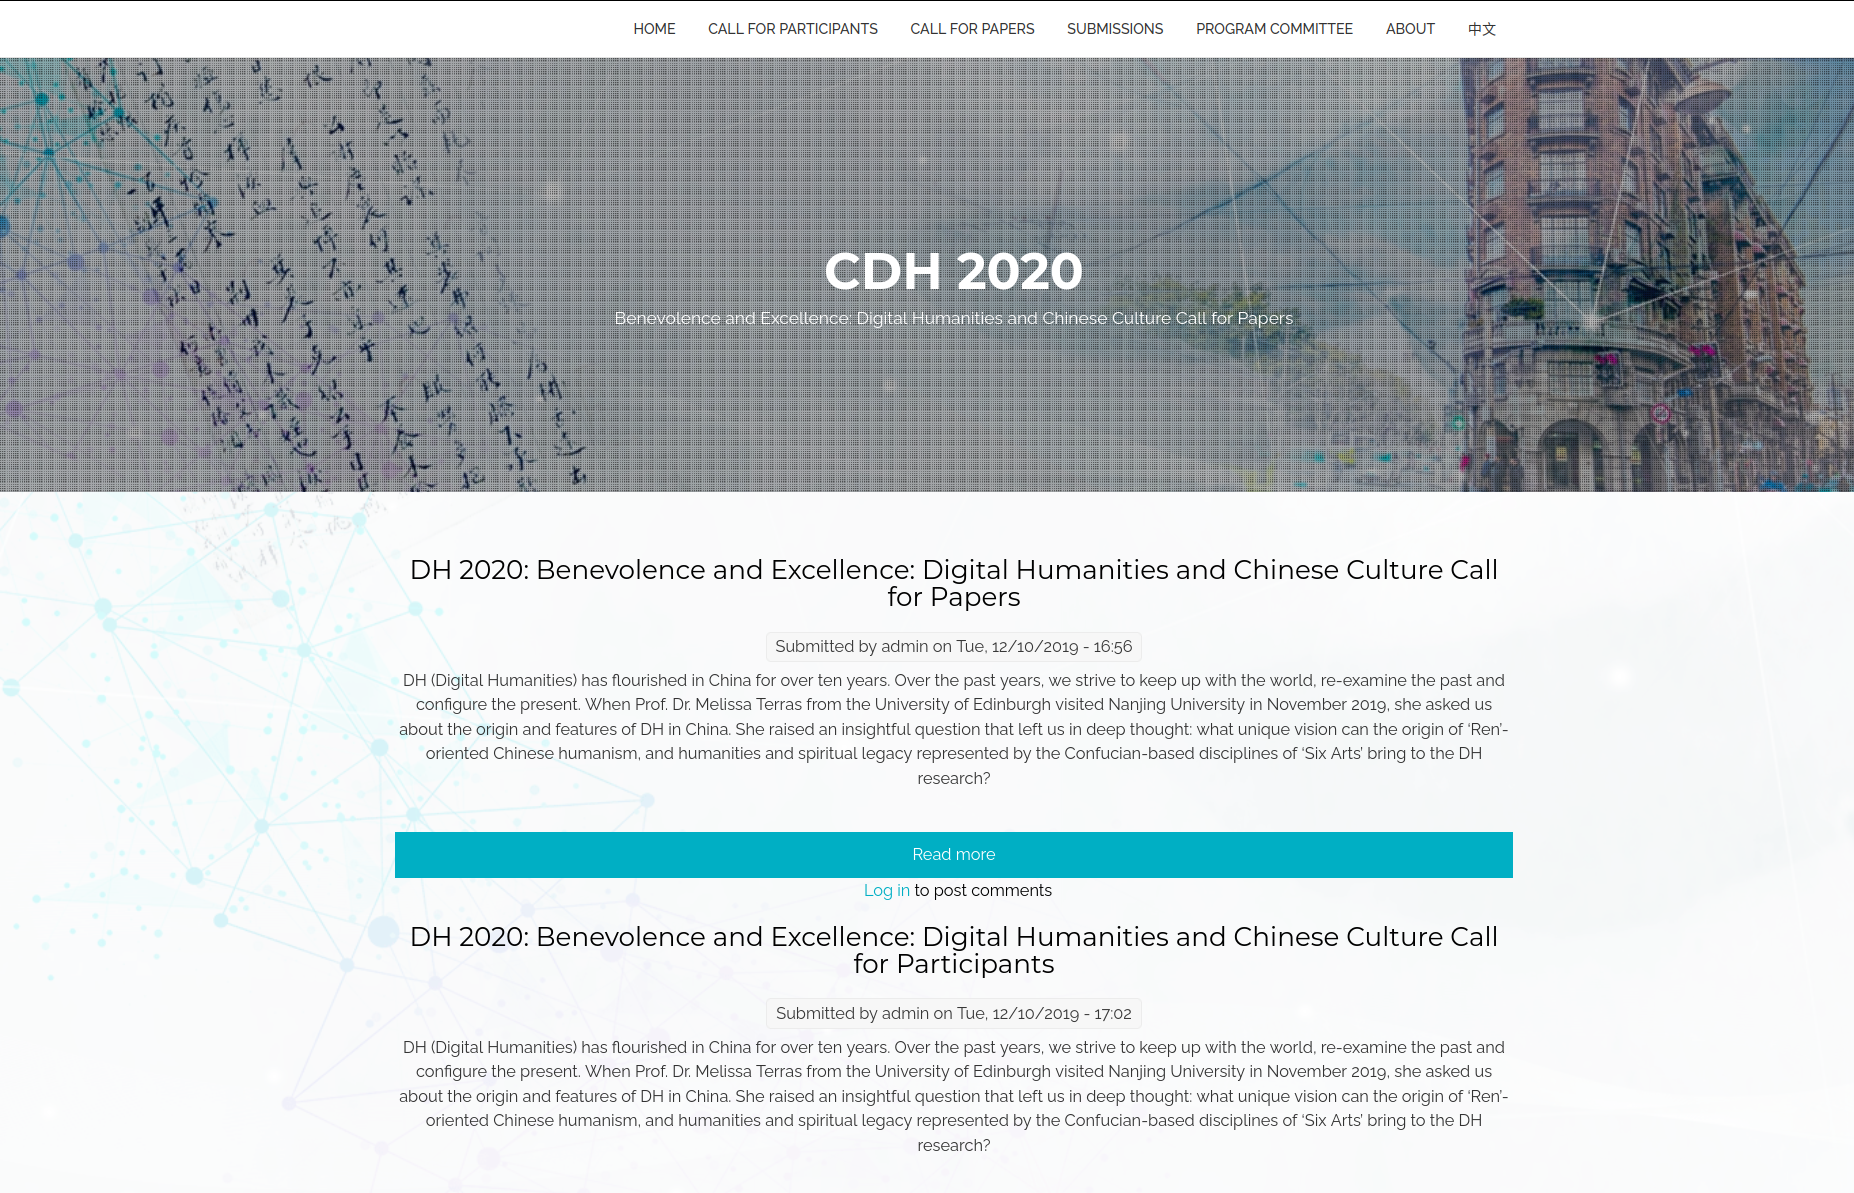 HOME CALL FOR PARTICIPANTS CALL FOR PAPERS SUBMISSIONS PROGRAM COMMITTEE ABOUT 中文
CDH 2020
Benevolence and Excellence: Digital Humanities and Chinese Culture Call for Papers
DH 2020: Benevolence and Excellence: Digital Humanities and Chinese Culture Call
for Papers
Submitted by admin on Tue, 12/10/2019 - 16:56
DH (Digital Humanities) has flourished in China for over ten years. Over the past years, we strive to keep up with the world, re-examine the past and
configure the present. When Prof. Dr. Melissa Terras from the University of Edinburgh visited Nanjing University in November 2019, she asked us
about the origin and features of DH in China. She raised an insightful question that left us in deep thought: what unique vision can the origin of ‘Ren’-
oriented Chinese humanism, and humanities and spiritual legacy represented by the Confucian-based disciplines of ‘Six Arts’ bring to the DH
research?
Read more
Log in to post comments
DH 2020: Benevolence and Excellence: Digital Humanities and Chinese Culture Call
for Participants
Submitted by admin on Tue, 12/10/2019 - 17:02
DH (Digital Humanities) has flourished in China for over ten years. Over the past years, we strive to keep up with the world, re-examine the past and
configure the present. When Prof. Dr. Melissa Terras from the University of Edinburgh visited Nanjing University in November 2019, she asked us
about the origin and features of DH in China. She raised an insightful question that left us in deep thought: what unique vision can the origin of ‘Ren’-
oriented Chinese humanism, and humanities and spiritual legacy represented by the Confucian-based disciplines of ‘Six Arts’ bring to the DH
research?